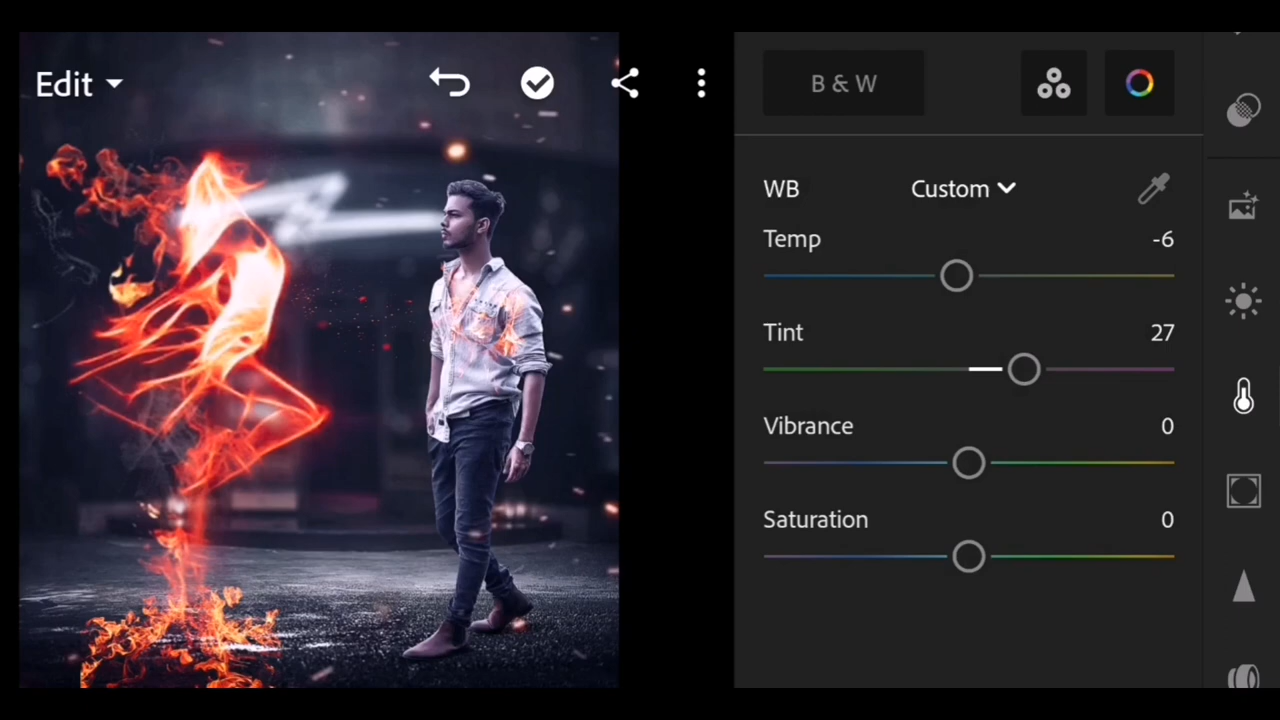 Edit
B & W
WB
Custom
Temp
-6
Tint
27
Vibrance
0
Saturation
0